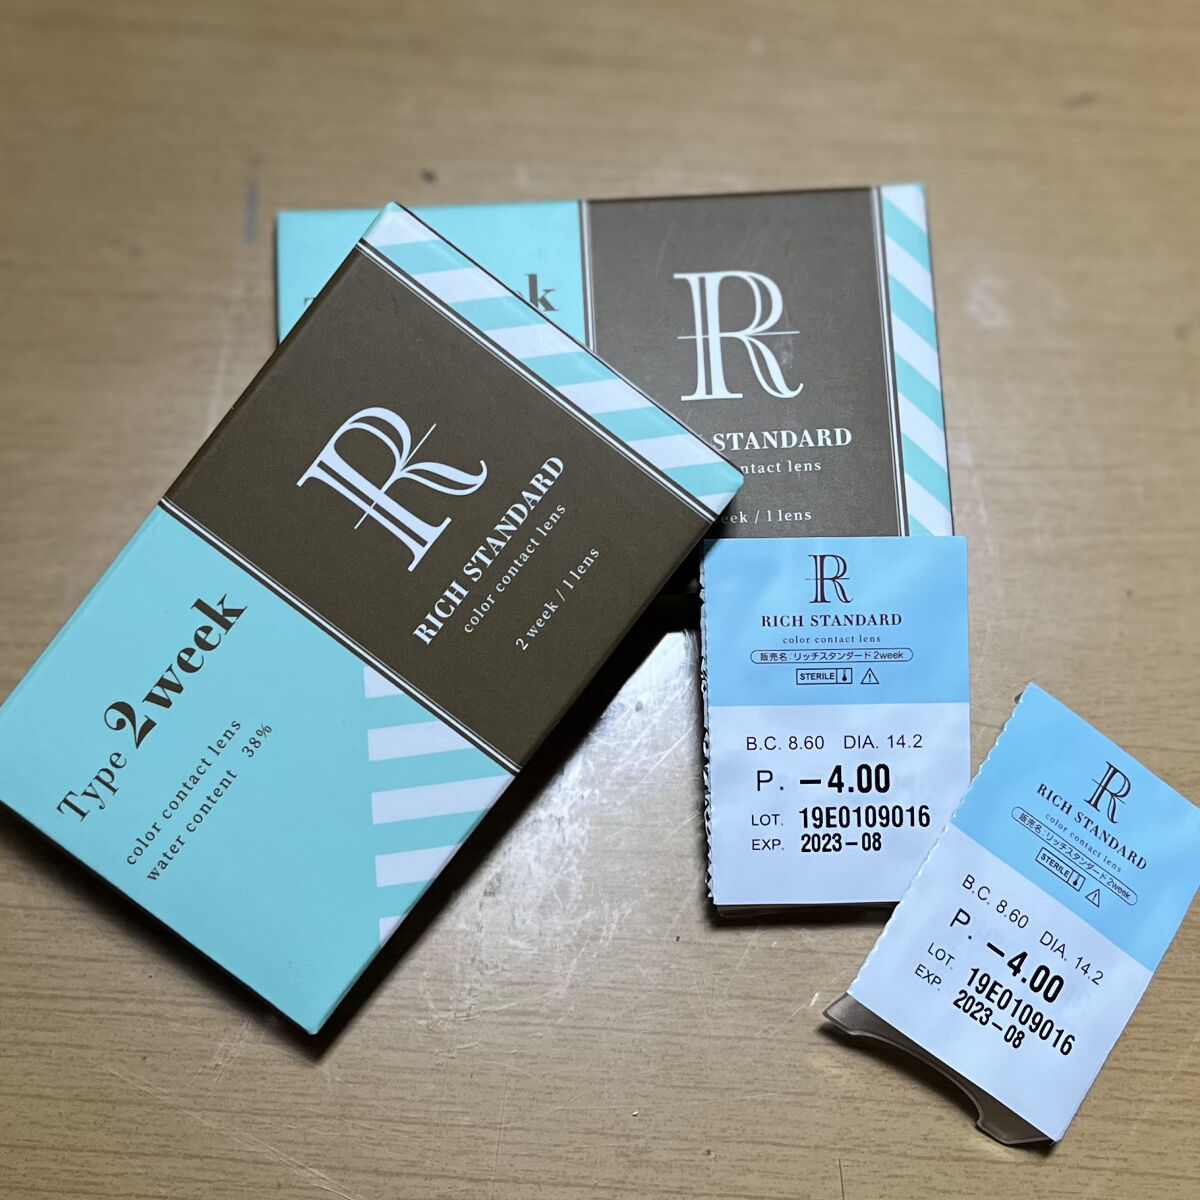 R
RICH STANDARD
color contact lens
2 week / 1 lens
Type 2week
color contact lens
water content 38%
R
STANDARD
contact lens
/ 1 lens
R
RICH STANDARD
color contact lens
販売名:リッチスタンダード2week
STERILE
B.C. 8.60 DIA. 14.2
P. −4.00
LOT. 19E0109016
EXP. 2023−08
R
RICH STANDARD
color contact lens
販売名:リッチスタンダード2week
STERILE
B.C. 8.60 DIA. 14.2
P. −4.00
LOT. 19E0109016
EXP. 2023−08